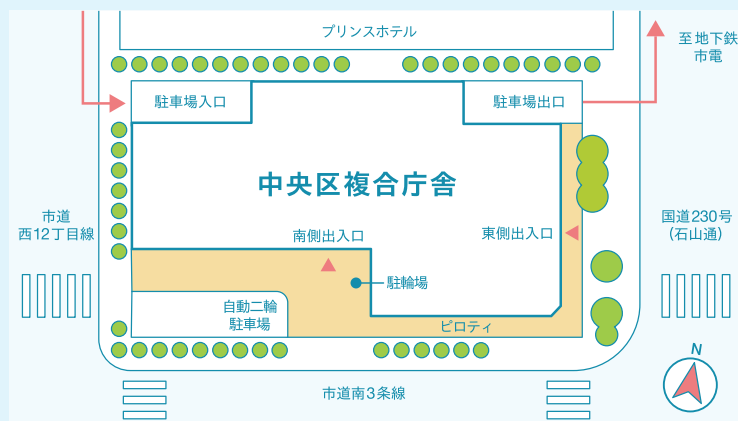 プリンスホテル
至地下鉄
市電
駐車場入口
駐車場出口
中央区複合庁舎
市道
西12丁目線
南側出入口
東側出入口
国道230号
(石山通)
駐輪場
自動二輪
駐車場
ピロティ
市道南3条線
N